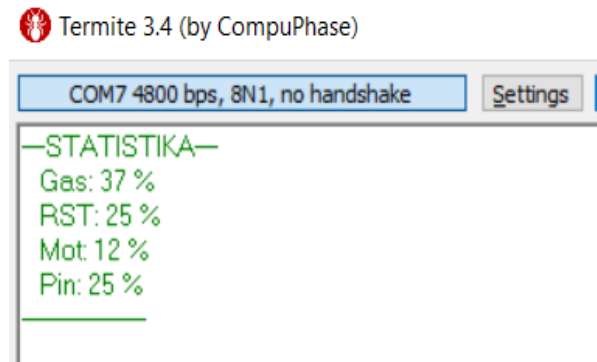 Termite 3.4 (by CompuPhase)
COM7 4800 bps, 8N1, no handshake Settings
—STATISTIKA—
Gas: 37 %
RST: 25 %
Mot: 12 %
Pin: 25 %